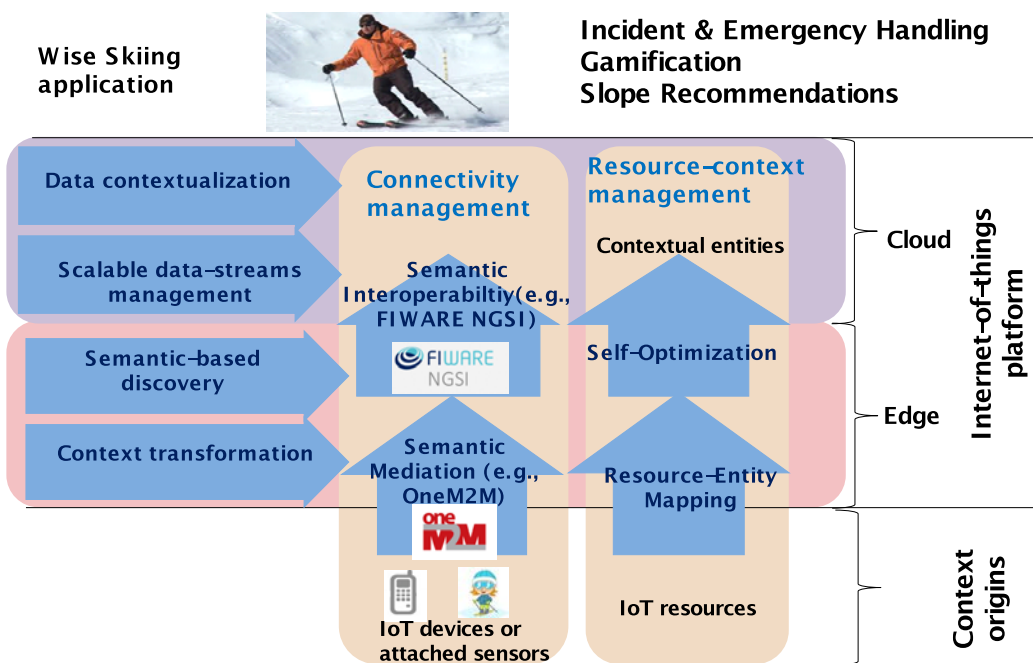 Wise Skiing
application
Incident & Emergency Handling
Gamification
Slope Recommendations
Data contextualization
Connectivity
management
Resource-context
management
Contextual entities
Cloud
Scalable data-streams
management
Semantic
Interoperabiltiy(e.g.,
FIWARE NGSI)
FIWARE
NGSI
Self-Optimization
Semantic-based
discovery
Edge
Internet-of-things
platform
Context transformation
Semantic
Mediation (e.g.,
OneM2M)
one
M2M
Resource-Entity
Mapping
IoT devices or
attached sensors
IoT resources
Context
origins